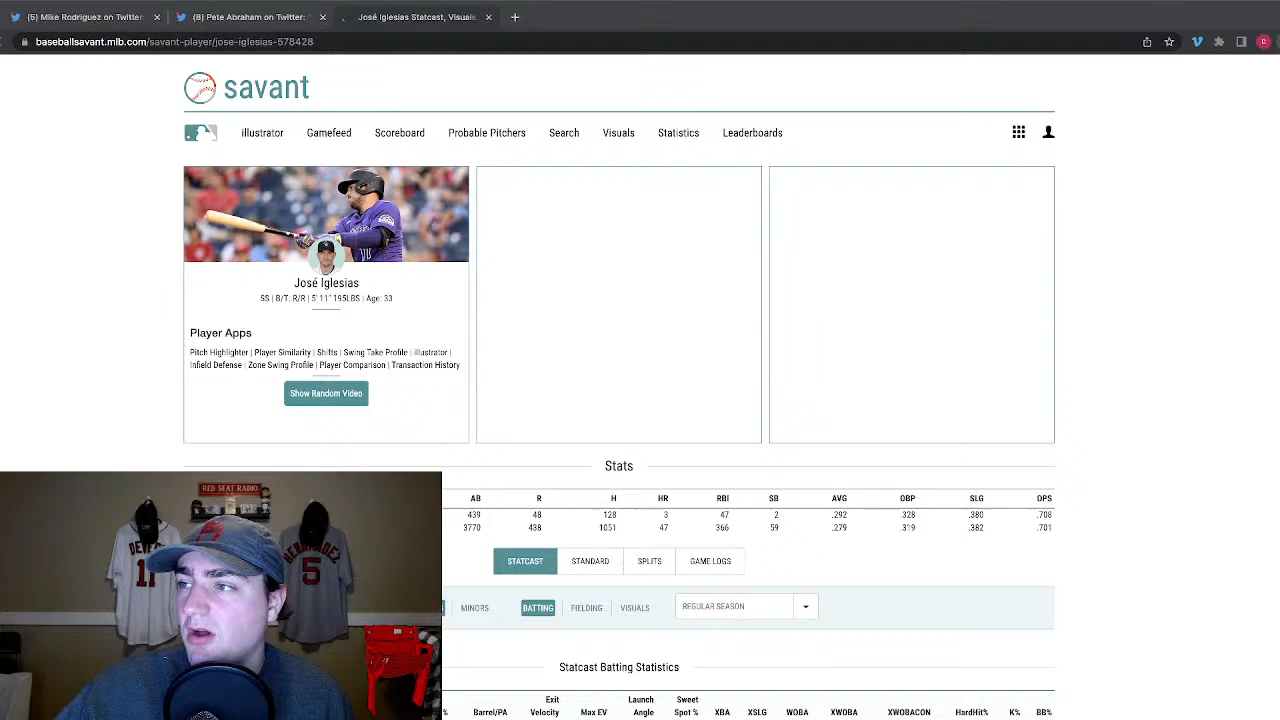 (5) Mike Rodriguez on Twitter: × (8) Pete Abraham on Twitter: " × José Iglesias Statcast, Visuals × +
baseballsavant.mlb.com/savant-player/jose-iglesias-578428
savant
illustrator Gamefeed Scoreboard Probable Pitchers Search Visuals Statistics Leaderboards
José Iglesias
SS | B/T: R/R | 5' 11" 195LBS | Age: 33
Player Apps
Pitch Highlighter | Player Similarity | Shifts | Swing Take Profile | illustrator |
Infield Defense | Zone Swing Profile | Player Comparison | Transaction History
Show Random Video
Stats
AB R H HR RBI SB AVG OBP SLG OPS
439 48 128 3 47 2 .292 .328 .380 .708
3770 438 1051 47 366 59 .279 .319 .382 .701
STATCAST STANDARD SPLITS GAME LOGS
MINORS BATTING FIELDING VISUALS REGULAR SEASON
Statcast Batting Statistics
Exit Launch Sweet
% Barrel/PA Velocity Max EV Angle Spot % XBA XSLG WOBA XWOBA XWOBACON HardHit% K% BB%
RED SEAT RADIO
DEVE
11
HERNANDEZ
5